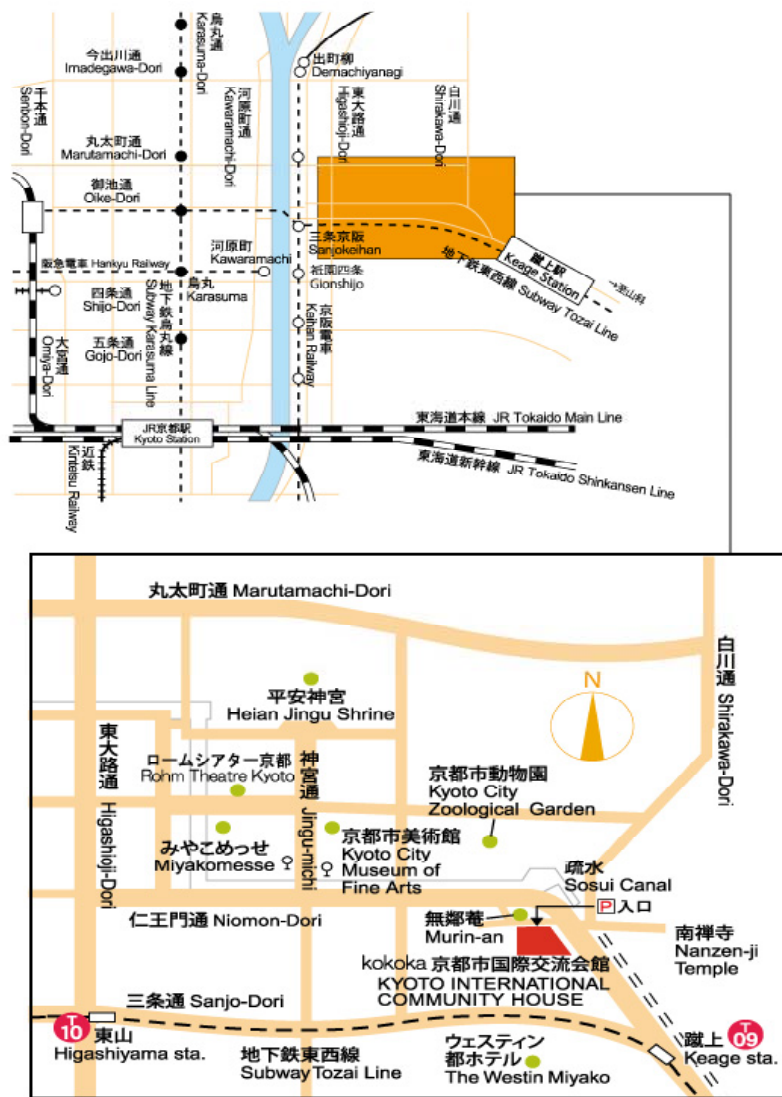 烏丸通
Karasuma-Dori
今出川通
Imadegawa-Dori
出町柳
Demachiyanagi
千本通
Senbon-Dori
河原町通
Kawaramachi-Dori
東大路通
Higashioji-Dori
白川通
Shirakawa-Dori
丸太町通
Marutamachi-Dori
御池通
Oike-Dori
三条京阪
Sanjokeihan
蹴上駅
Keage Station
地下鉄東西線 Subway Tozai Line
阪急電車 Hankyu Railway
河原町
Kawaramachi
祇園四条
Gionshijo
四条通
Shijo-Dori
地下鉄烏丸線
Subway Karasuma Line
烏丸
Karasuma
京阪電車
Keihan Railway
大宮通
Omiya-Dori
五条通
Gojo-Dori
JR京都駅
Kyoto Station
東海道本線 JR Tokaido Main Line
東海道新幹線 JR Tokaido Shinkansen Line
近鉄
Kintetsu Railway
丸太町通 Marutamachi-Dori
白川通 Shirakawa-Dori
N
平安神宮
Heian Jingu Shrine
東大路通 Higashioji-Dori
ロームシアター京都
Rohm Theatre Kyoto
神宮通 Jingu-michi
京都市動物園
Kyoto City
Zoological Garden
みやこめっせ
Miyakomesse
京都市美術館
Kyoto City
Museum of
Fine Arts
疏水
Sosui Canal
P 入口
仁王門通 Niomon-Dori
無鄰菴
Murin-an
南禅寺
Nanzen-ji
Temple
kokoka 京都市国際交流会館
KYOTO INTERNATIONAL
COMMUNITY HOUSE
三条通 Sanjo-Dori
T
10
東山
Higashiyama sta.
地下鉄東西線
Subway Tozai Line
ウェスティン
都ホテル
The Westin Miyako
蹴上
Keage sta.
T
09